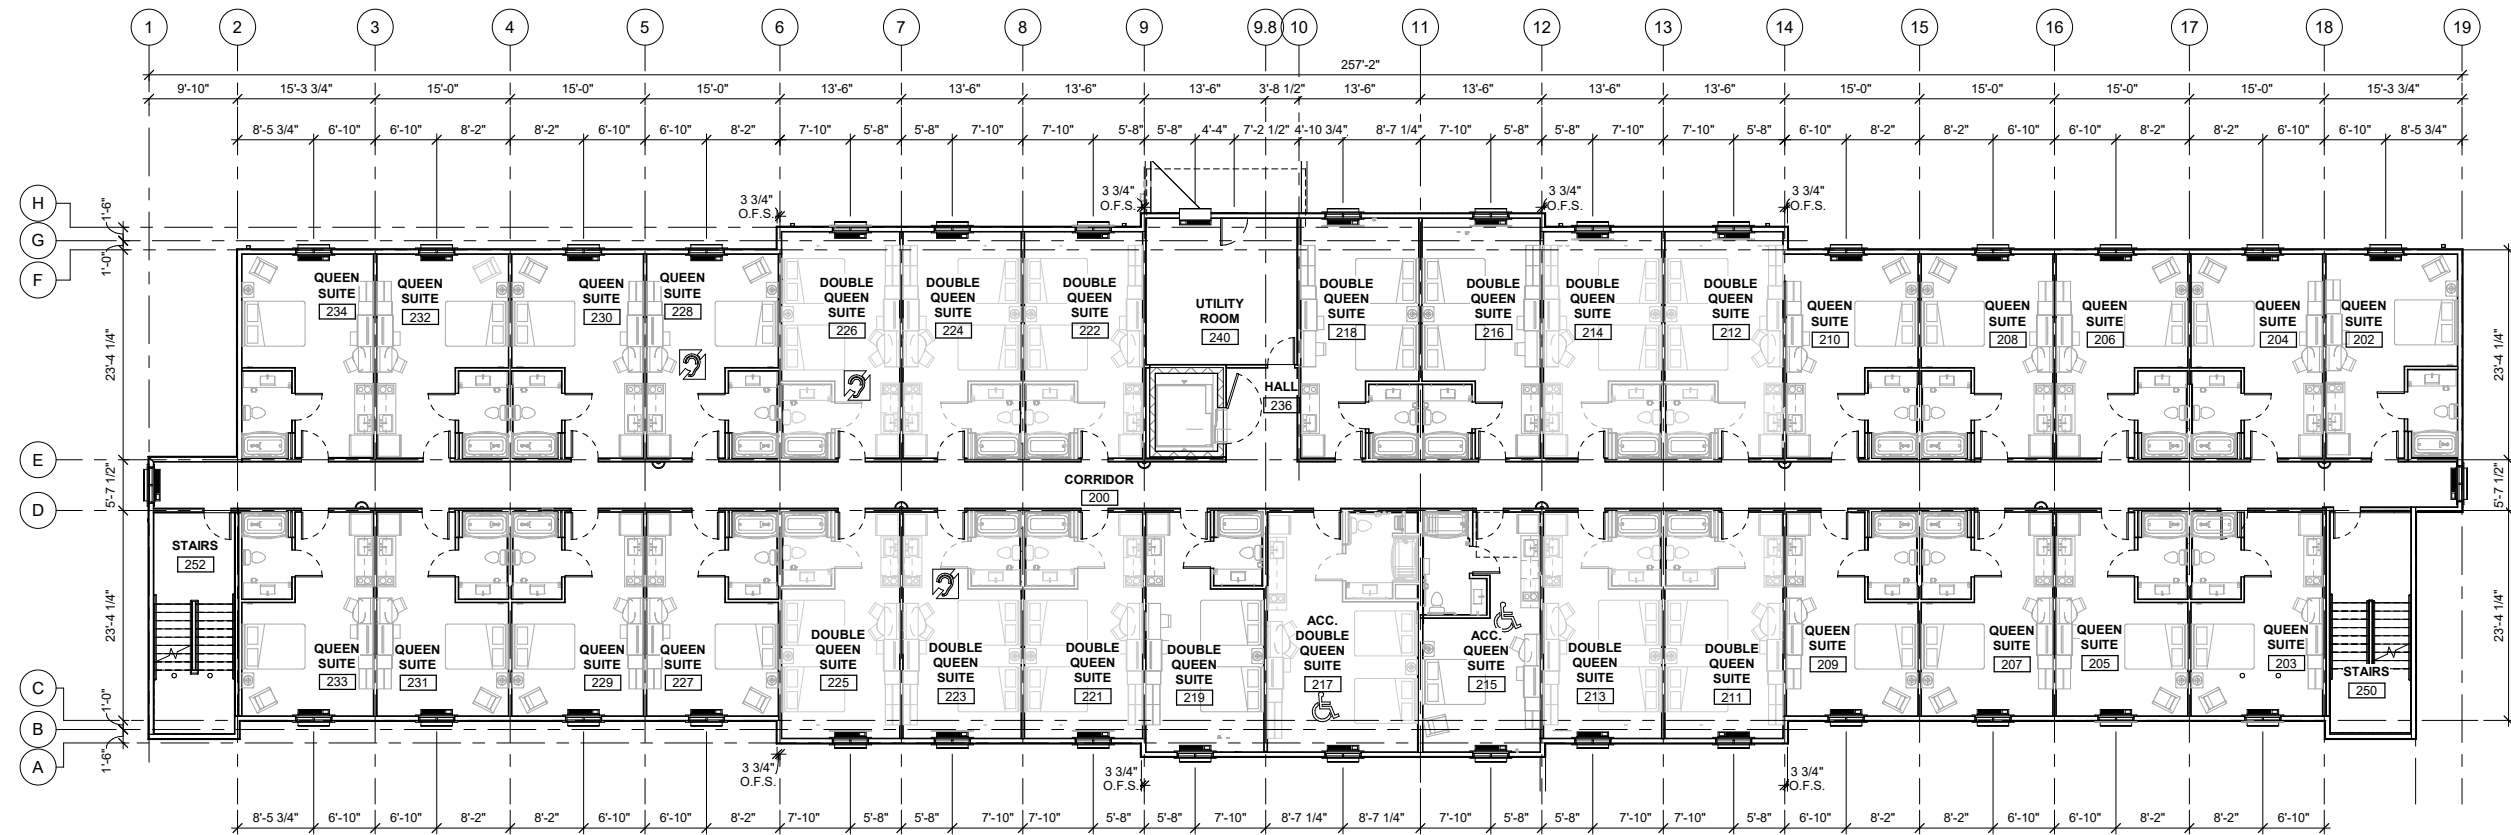 1 2 3 4 5 6 7 8 9 9.8 10 11 12 13 14 15 16 17 18 19
257'-2"
9'-10" 15'-3 3/4" 15'-0" 15'-0" 15'-0" 13'-6" 13'-6" 13'-6" 13'-6" 3'-8 1/2" 13'-6" 13'-6" 13'-6" 13'-6" 15'-0" 15'-0" 15'-0" 15'-0" 15'-3 3/4"
8'-5 3/4" 6'-10" 6'-10" 8'-2" 8'-2" 6'-10" 6'-10" 8'-2" 7'-10" 5'-8" 5'-8" 7'-10" 7'-10" 5'-8" 5'-8" 4'-4" 7'-2 1/2" 4'-10 3/4" 8'-7 1/4" 7'-10" 5'-8" 5'-8" 7'-10" 7'-10" 5'-8" 6'-10" 8'-2" 8'-2" 6'-10" 6'-10" 8'-2" 8'-2" 6'-10" 6'-10" 8'-5 3/4"
3 3/4"
O.F.S.
3 3/4"
O.F.S.
3 3/4"
O.F.S.
3 3/4"
O.F.S.
H
G
F
E
D
C
B
A
1'-6"
1'-0"
23'-4 1/4"
5'-7 1/2"
23'-4 1/4"
1'-0"
1'-6"
QUEEN
SUITE
234
QUEEN
SUITE
232
QUEEN
SUITE
230
QUEEN
SUITE
228
DOUBLE
QUEEN
SUITE
226
DOUBLE
QUEEN
SUITE
224
DOUBLE
QUEEN
SUITE
222
UTILITY
ROOM
240
HALL
236
DOUBLE
QUEEN
SUITE
218
DOUBLE
QUEEN
SUITE
216
DOUBLE
QUEEN
SUITE
214
DOUBLE
QUEEN
SUITE
212
QUEEN
SUITE
210
QUEEN
SUITE
208
QUEEN
SUITE
206
QUEEN
SUITE
204
QUEEN
SUITE
202
23'-4 1/4"
5'-7 1/2"
23'-4 1/4"
CORRIDOR
200
STAIRS
252
QUEEN
SUITE
233
QUEEN
SUITE
231
QUEEN
SUITE
229
QUEEN
SUITE
227
DOUBLE
QUEEN
SUITE
225
DOUBLE
QUEEN
SUITE
223
DOUBLE
QUEEN
SUITE
221
DOUBLE
QUEEN
SUITE
219
ACC.
DOUBLE
QUEEN
SUITE
217
ACC.
QUEEN
SUITE
215
DOUBLE
QUEEN
SUITE
213
DOUBLE
QUEEN
SUITE
211
QUEEN
SUITE
209
QUEEN
SUITE
207
QUEEN
SUITE
205
QUEEN
SUITE
203
STAIRS
250
3 3/4"
O.F.S.
3 3/4"
O.F.S.
3 3/4"
O.F.S.
8'-5 3/4" 6'-10" 6'-10" 8'-2" 8'-2" 6'-10" 6'-10" 8'-2" 7'-10" 5'-8" 5'-8" 7'-10" 7'-10" 5'-8" 5'-8" 7'-10" 8'-7 1/4" 8'-7 1/4" 7'-10" 5'-8" 5'-8" 7'-10" 7'-10" 5'-8" 6'-10" 8'-2" 8'-2" 6'-10" 6'-10" 8'-2" 8'-2" 6'-10"